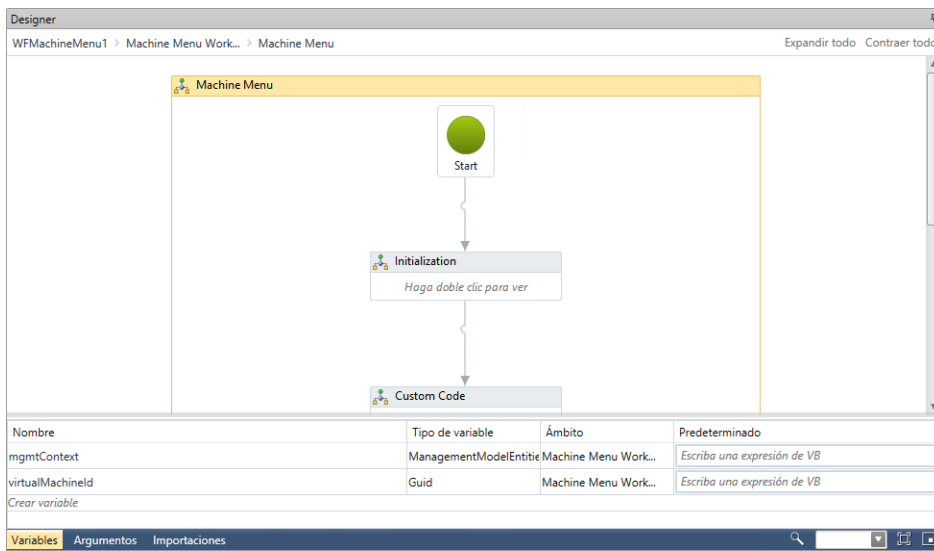 Designer
WFMachineMenu1 > Machine Menu Work... > Machine Menu Expandir todo Contraer todo
Machine Menu
Start
Initialization
Haga doble clic para ver
Custom Code
Nombre Tipo de variable Ámbito Predeterminado
mgmtContext ManagementModelEntitie Machine Menu Work... Escriba una expresión de VB
virtualMachineId Guid Machine Menu Work... Escriba una expresión de VB
Crear variable
Variables Argumentos Importaciones